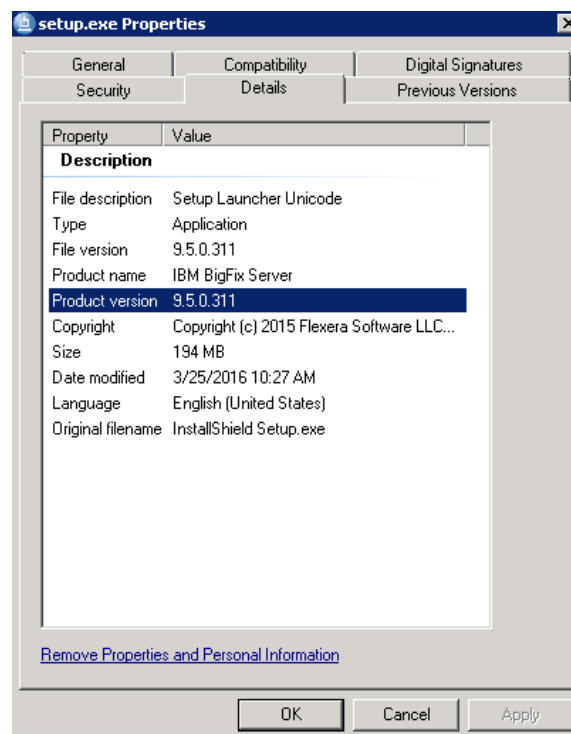 setup.exe Properties
General Compatibility Digital Signatures
Security Details Previous Versions
Property Value
Description
File description Setup Launcher Unicode
Type Application
File version 9.5.0.311
Product name IBM BigFix Server
Product version 9.5.0.311
Copyright Copyright (c) 2015 Flexera Software LLC...
Size 194 MB
Date modified 3/25/2016 10:27 AM
Language English (United States)
Original filename InstallShield Setup.exe
Remove Properties and Personal Information
OK Cancel Apply